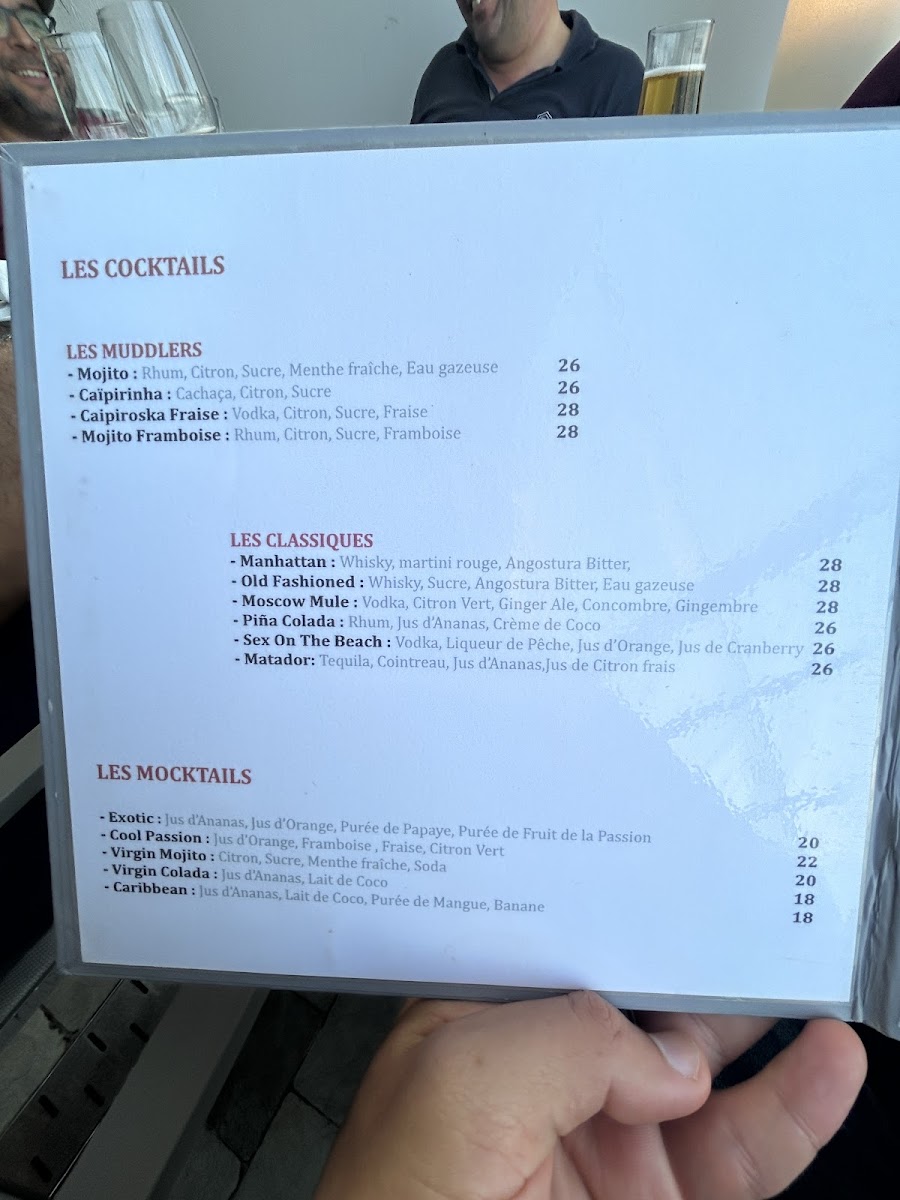 LES COCKTAILS
LES MUDDLERS
- Mojito : Rhum, Citron, Sucre, Menthe fraîche, Eau gazeuse 26
- Caïpirinha : Cachaça, Citron, Sucre 26
- Caipiroska Fraise : Vodka, Citron, Sucre, Fraise 28
- Mojito Framboise : Rhum, Citron, Sucre, Framboise 28
LES CLASSIQUES
- Manhattan : Whisky, martini rouge, Angostura Bitter, 28
- Old Fashioned : Whisky, Sucre, Angostura Bitter, Eau gazeuse 28
- Moscow Mule : Vodka, Citron Vert, Ginger Ale, Concombre, Gingembre 28
- Piña Colada : Rhum, Jus d'Ananas, Crème de Coco 26
- Sex On The Beach : Vodka, Liqueur de Pêche, Jus d'Orange, Jus de Cranberry 26
- Matador: Tequila, Cointreau, Jus d'Ananas,Jus de Citron frais 26
LES MOCKTAILS
- Exotic : Jus d'Ananas, Jus d'Orange, Purée de Papaye, Purée de Fruit de la Passion 20
- Cool Passion : Jus d'Orange, Framboise , Fraise, Citron Vert 22
- Virgin Mojito : Citron, Sucre, Menthe fraîche, Soda 20
- Virgin Colada : Jus d'Ananas, Lait de Coco 18
- Caribbean : Jus d'Ananas, Lait de Coco, Purée de Mangue, Banane 18